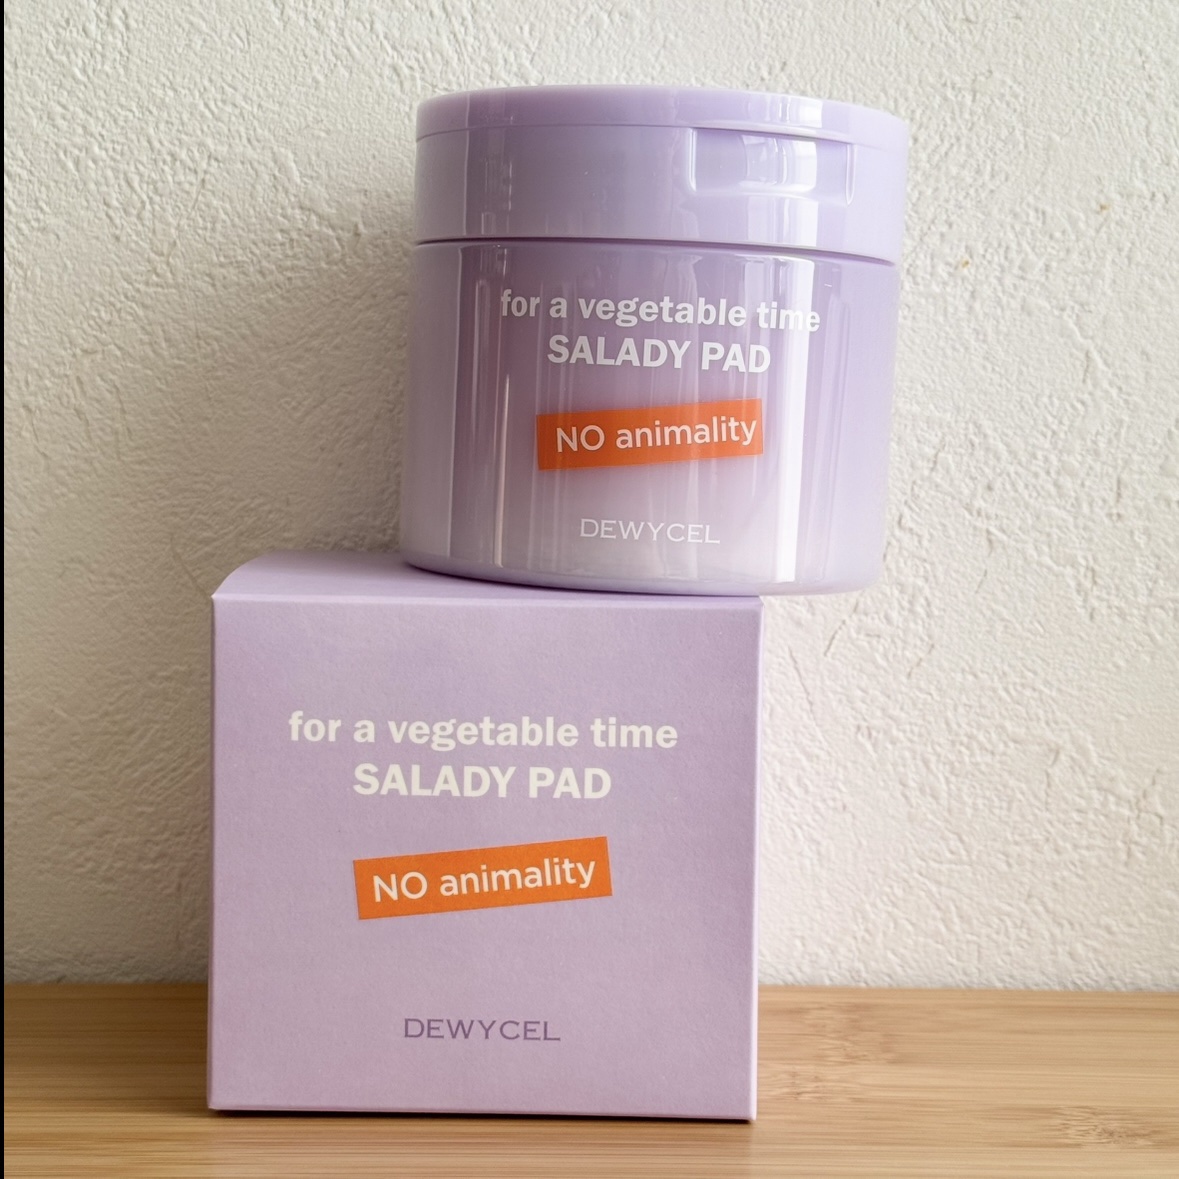 for a vegetable time
SALADY PAD
NO animality
DEWYCEL
for a vegetable time
SALADY PAD
NO animality
DEWYCEL